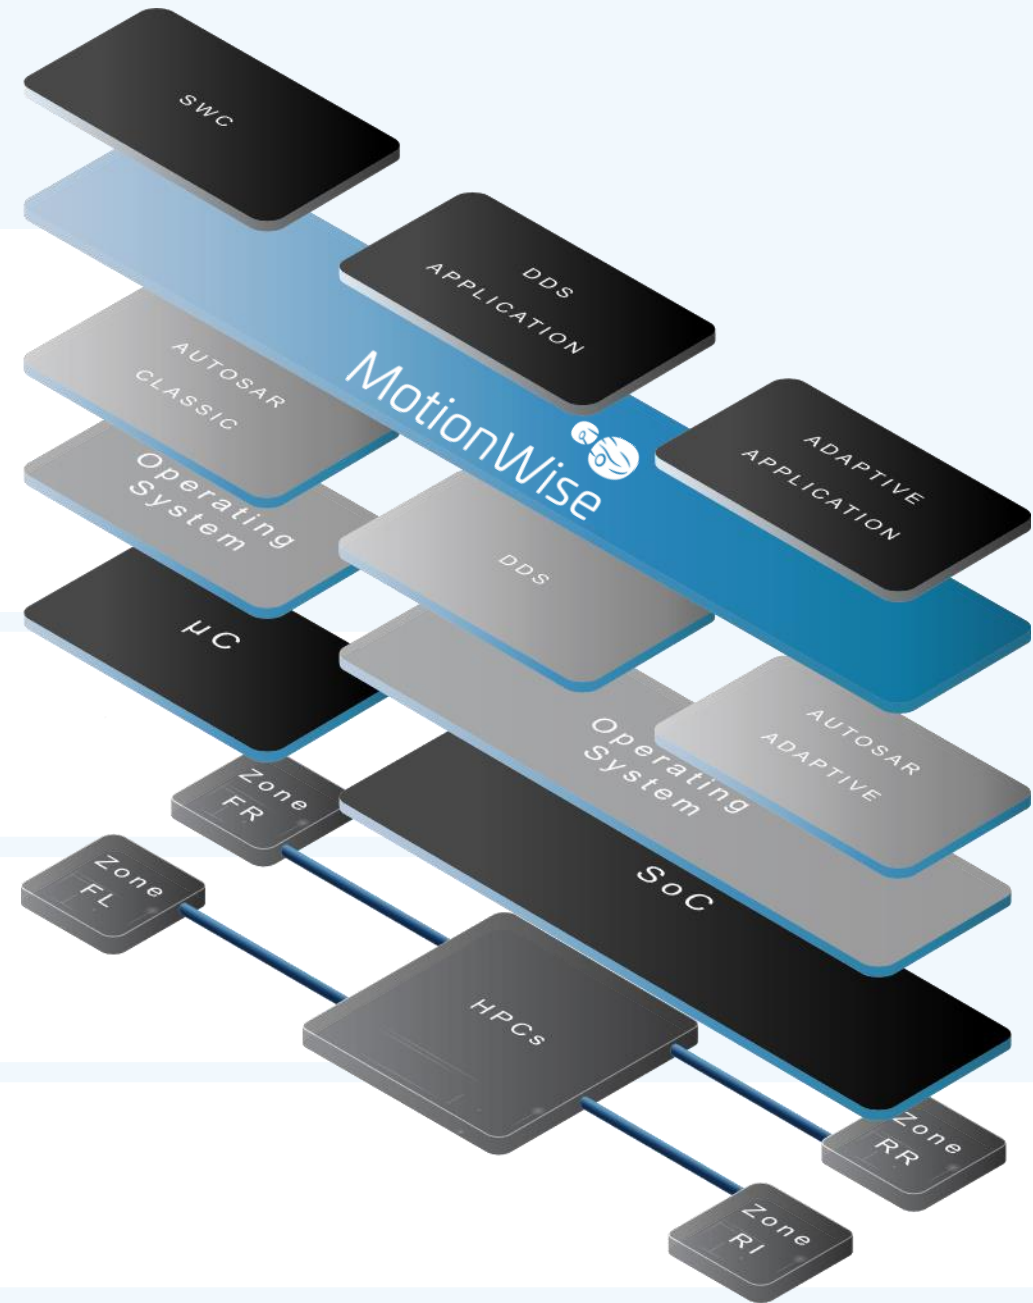 SWC
DDS
APPLICATION
ADAPTIVE
APPLICATION
MotionWise
AUTOSAR
CLASSIC
DDS
AUTOSAR
ADAPTIVE
Operating
System
Operating
System
µC
SoC
Zone
FR
Zone
FL
HPCs
Zone
RR
Zone
RI